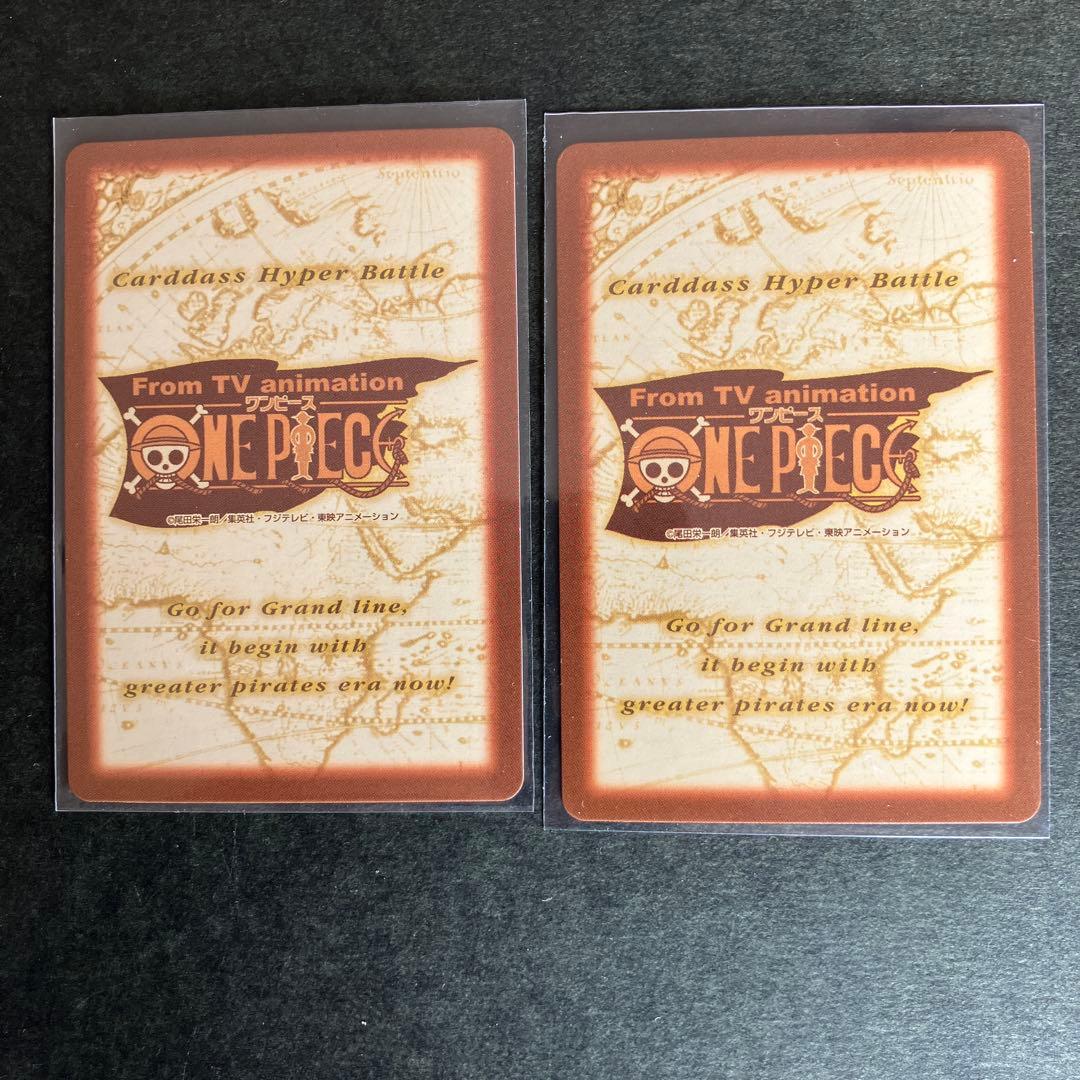 Septentrio
Carddass Hyper Battle
From TV animation
ワンピース
ONE PIECE
©尾田栄一朗／集英社・フジテレビ・東映アニメーション
Go for Grand line,
it begin with
greater pirates era now!
Septentrio
Carddass Hyper Battle
From TV animation
ワンピース
ONE PIECE
©尾田栄一朗／集英社・フジテレビ・東映アニメーション
Go for Grand line,
it begin with
greater pirates era now!